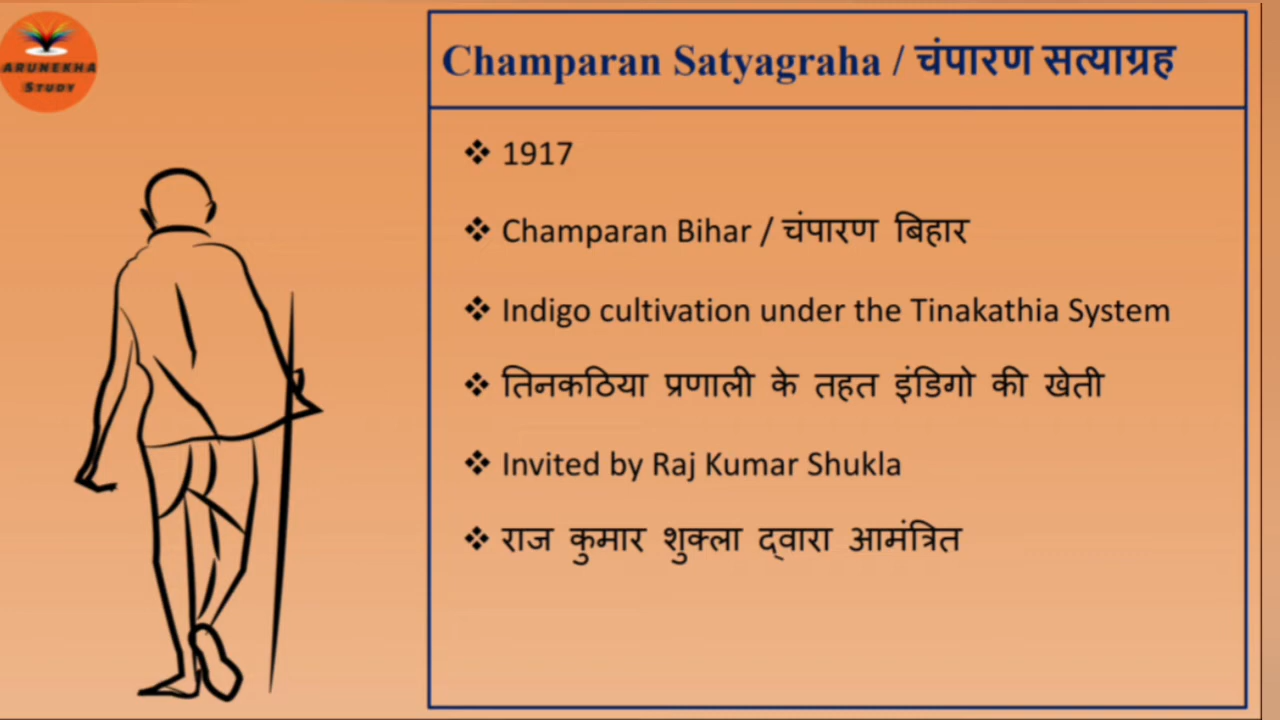 ARUNEKHA
STUDY
Champaran Satyagraha / चंपारण सत्याग्रह
❖ 1917
❖ Champaran Bihar / चंपारण बिहार
❖ Indigo cultivation under the Tinakathia System
❖ तिनकठिया प्रणाली के तहत इंडिगो की खेती
❖ Invited by Raj Kumar Shukla
❖ राज कुमार शुक्ला द्वारा आमंत्रित